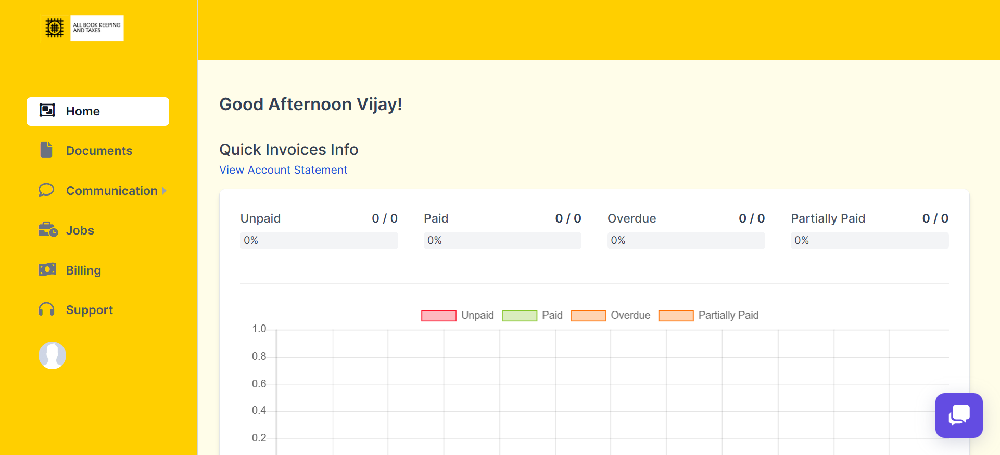 ALL BOOK KEEPING
AND TAXES
Home
Documents
Communication
Jobs
Billing
Support
Good Afternoon Vijay!
Quick Invoices Info
View Account Statement
Unpaid 0 / 0 Paid 0 / 0 Overdue 0 / 0 Partially Paid 0 / 0
0% 0% 0% 0%
Unpaid Paid Overdue Partially Paid
1.0
0.8
0.6
0.4
0.2